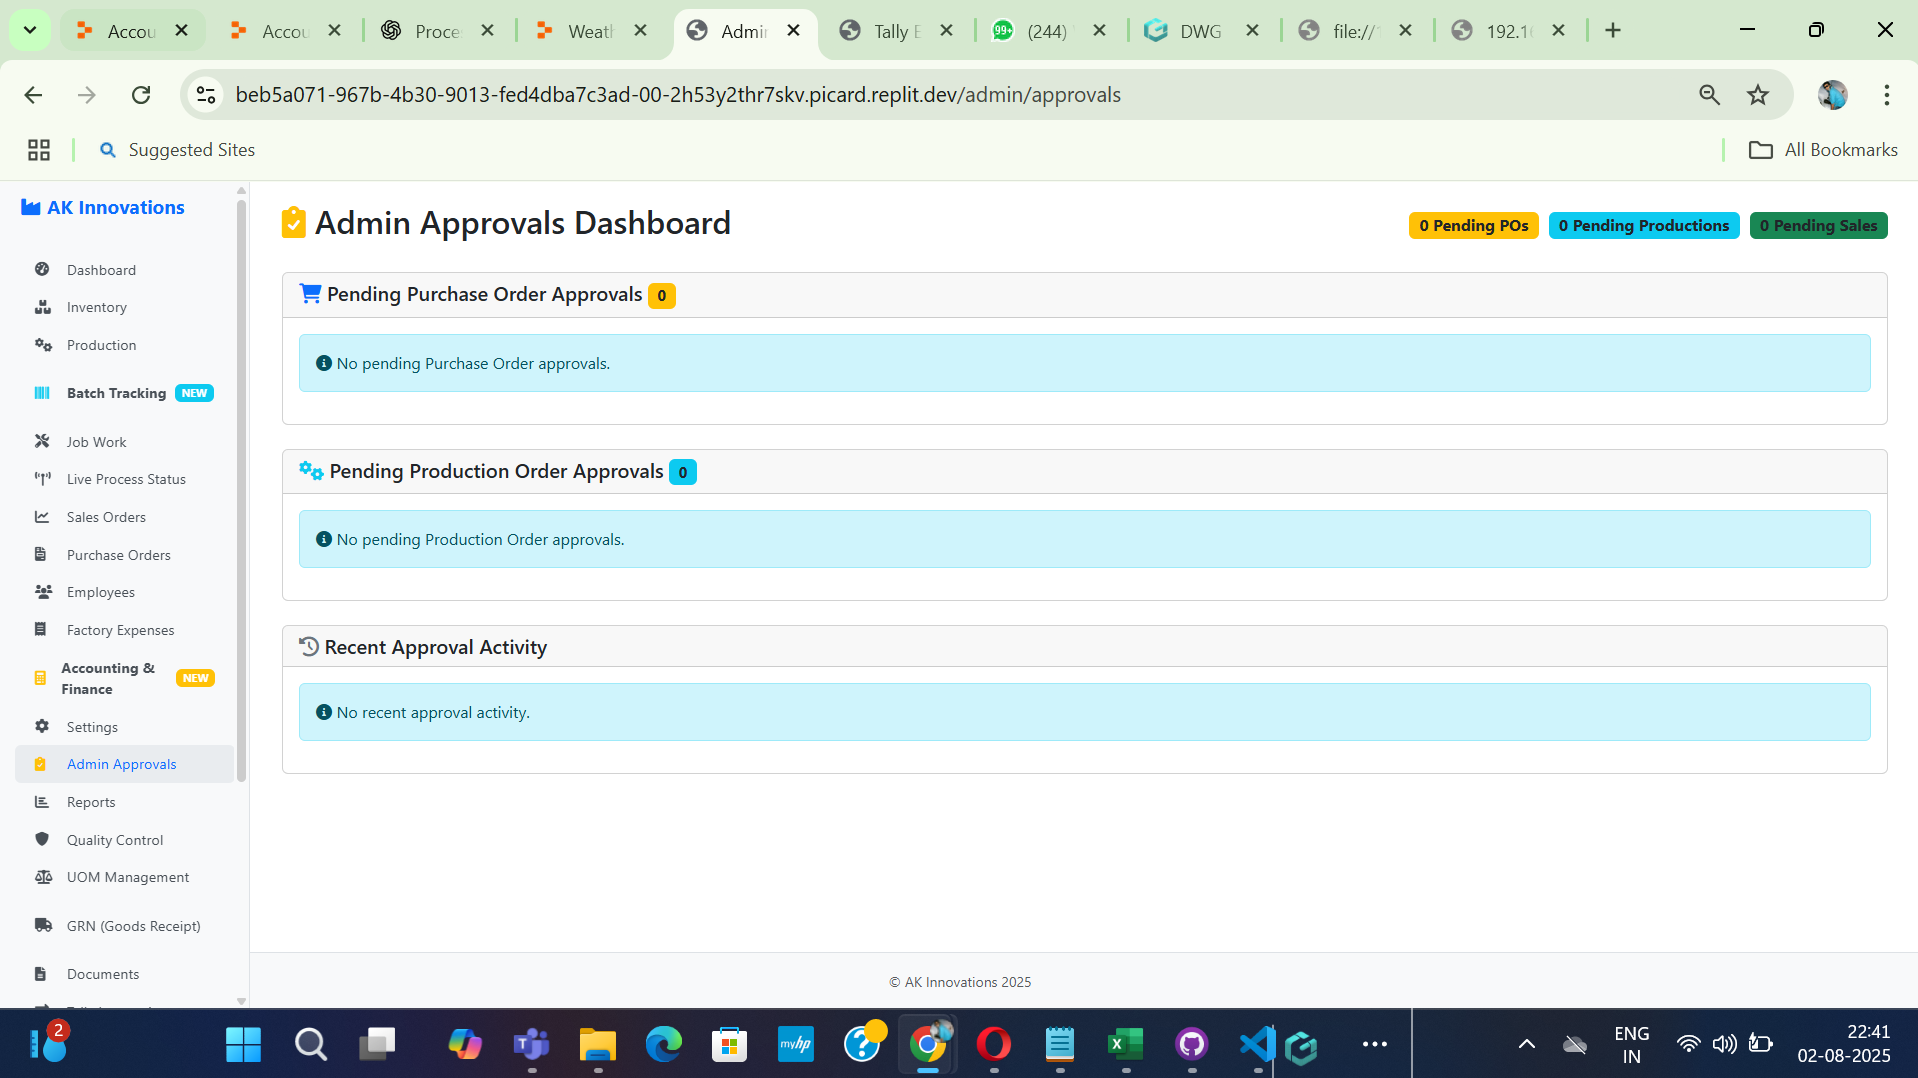 Accou
Accou
Proce
Weath
Admin
Tally E
99+
(244)
DWG
file://
192.16
beb5a071-967b-4b30-9013-fed4dba7c3ad-00-2h53y2thr7skv.picard.replit.dev/admin/approvals
Suggested Sites
All Bookmarks
AK Innovations
Dashboard
Inventory
Production
Batch Tracking NEW
Job Work
Live Process Status
Sales Orders
Purchase Orders
Employees
Factory Expenses
Accounting &
Finance
NEW
Settings
Admin Approvals
Reports
Quality Control
UOM Management
GRN (Goods Receipt)
Documents
Admin Approvals Dashboard
0 Pending POs
0 Pending Productions
0 Pending Sales
Pending Purchase Order Approvals 0
No pending Purchase Order approvals.
Pending Production Order Approvals 0
No pending Production Order approvals.
Recent Approval Activity
No recent approval activity.
© AK Innovations 2025
2
myhp
ENG
IN
22:41
02-08-2025